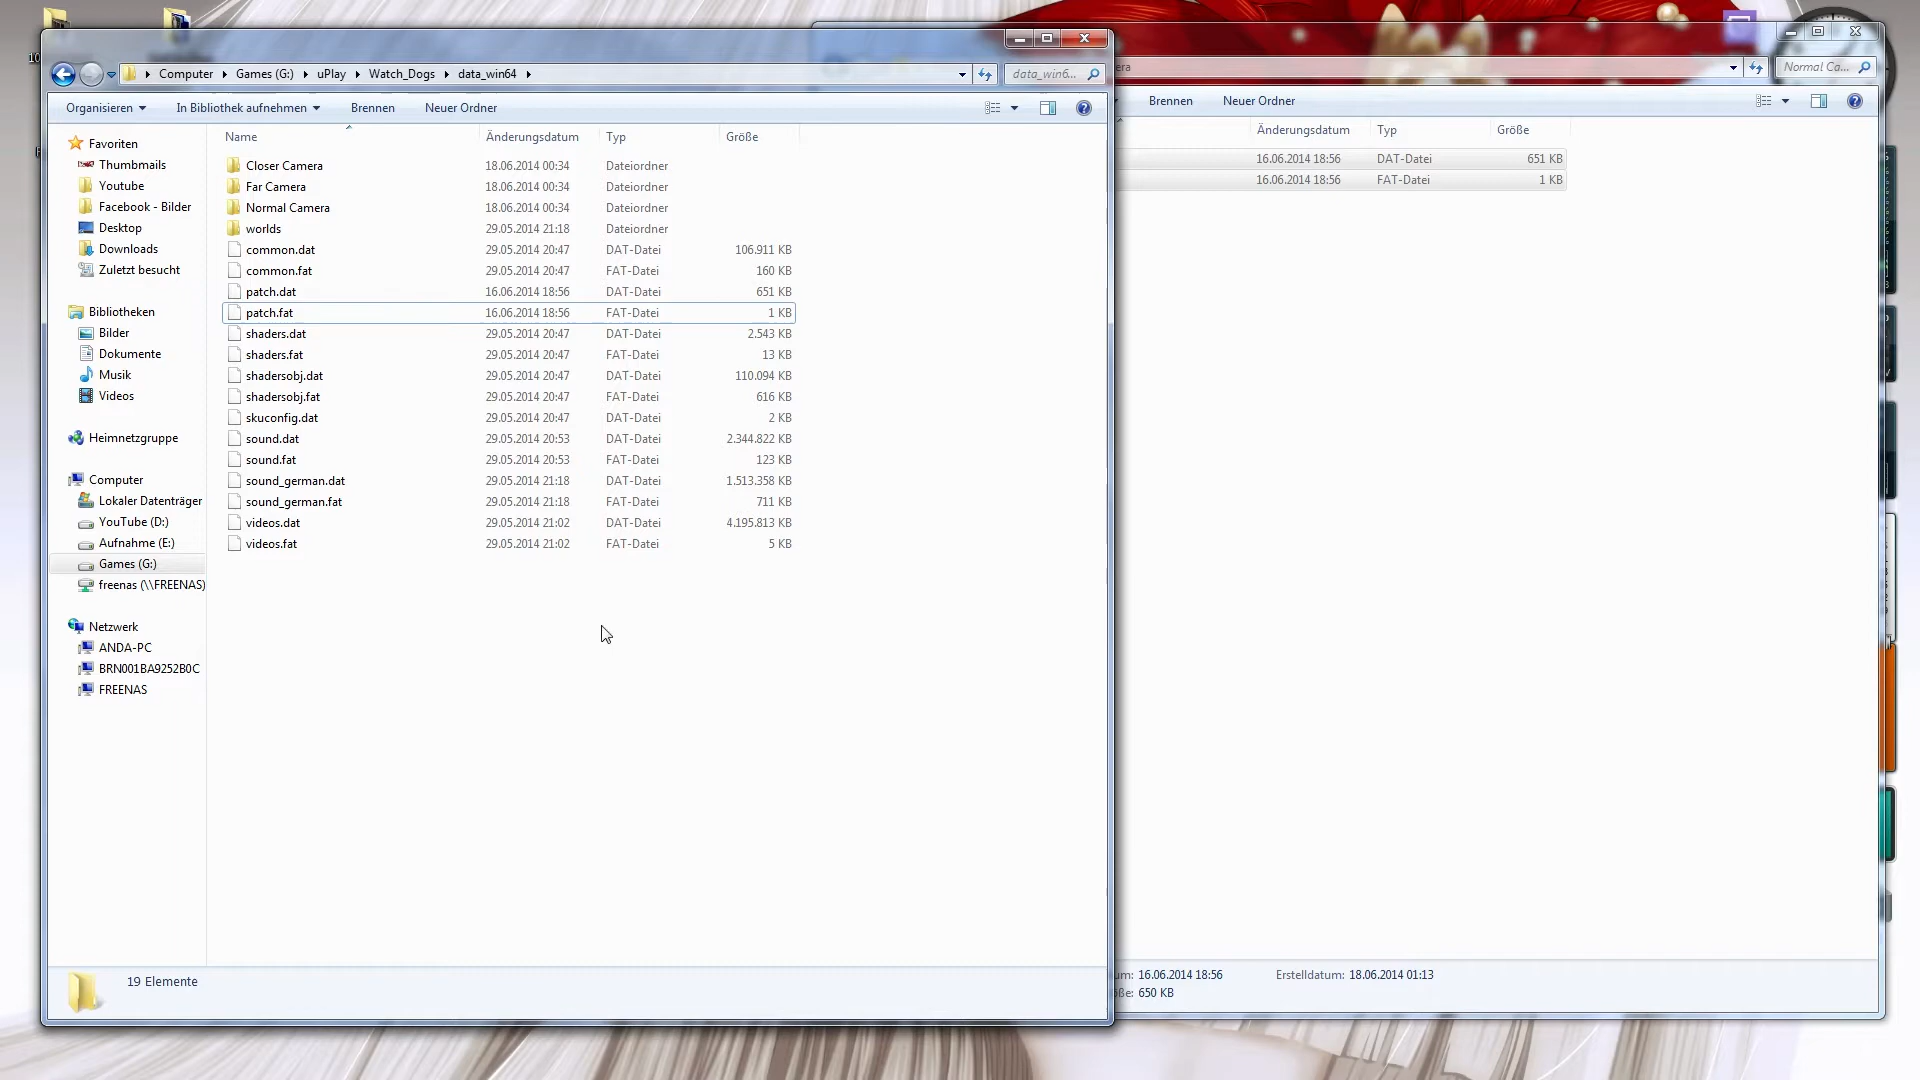 10
Computer Games (G:) uPlay Watch_Dogs data_win64 data_win6...
Organisieren In Bibliothek aufnehmen Brennen Neuer Ordner
Name Änderungsdatum Typ Größe
Favoriten
Thumbnails
Youtube
Facebook - Bilder
Desktop
Downloads
Zuletzt besucht
Bibliotheken
Bilder
Dokumente
Musik
Videos
Heimnetzgruppe
Computer
Lokaler Datenträger
YouTube (D:)
Aufnahme (E:)
Games (G:)
freenas (\\FREENAS)
Netzwerk
ANDA-PC
BRN001BA9252B0C
FREENAS
Closer Camera 18.06.2014 00:34 Dateiordner
Far Camera 18.06.2014 00:34 Dateiordner
Normal Camera 18.06.2014 00:34 Dateiordner
worlds 29.05.2014 21:18 Dateiordner
common.dat 29.05.2014 20:47 DAT-Datei 106.911 KB
common.fat 29.05.2014 20:47 FAT-Datei 160 KB
patch.dat 16.06.2014 18:56 DAT-Datei 651 KB
patch.fat 16.06.2014 18:56 FAT-Datei 1 KB
shaders.dat 29.05.2014 20:47 DAT-Datei 2.543 KB
shaders.fat 29.05.2014 20:47 FAT-Datei 13 KB
shadersobj.dat 29.05.2014 20:47 DAT-Datei 110.094 KB
shadersobj.fat 29.05.2014 20:47 FAT-Datei 616 KB
skuconfig.dat 29.05.2014 20:47 DAT-Datei 2 KB
sound.dat 29.05.2014 20:53 DAT-Datei 2.344.822 KB
sound.fat 29.05.2014 20:53 FAT-Datei 123 KB
sound_german.dat 29.05.2014 21:18 DAT-Datei 1.513.358 KB
sound_german.fat 29.05.2014 21:18 FAT-Datei 711 KB
videos.dat 29.05.2014 21:02 DAT-Datei 4.195.813 KB
videos.fat 29.05.2014 21:02 FAT-Datei 5 KB
19 Elemente
era Normal Ca...
Brennen Neuer Ordner
Änderungsdatum Typ Größe
16.06.2014 18:56 DAT-Datei 651 KB
16.06.2014 18:56 FAT-Datei 1 KB
um: 16.06.2014 18:56 Erstelldatum: 18.06.2014 01:13
öße: 650 KB